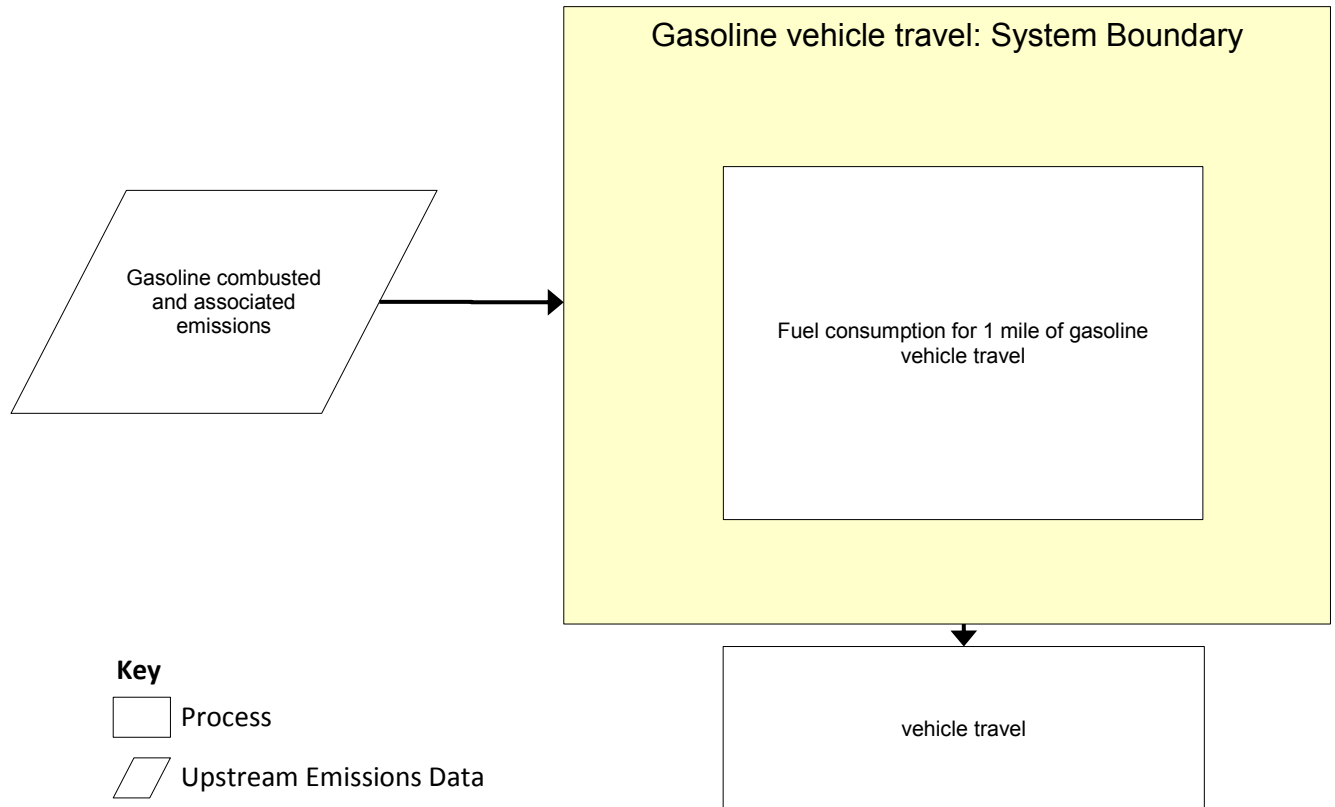 Gasoline vehicle travel: System Boundary
Gasoline combusted
and associated
emissions
Fuel consumption for 1 mile of gasoline
vehicle travel
vehicle travel
Key
Process
Upstream Emissions Data